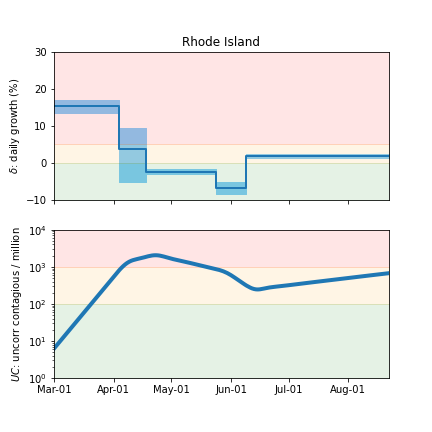 Rhode Island
δ: daily growth (%)
30
20
10
0
−10
UC: uncorr contagious / million
10⁴
10³
10²
10¹
10⁰
Mar-01 Apr-01 May-01 Jun-01 Jul-01 Aug-01